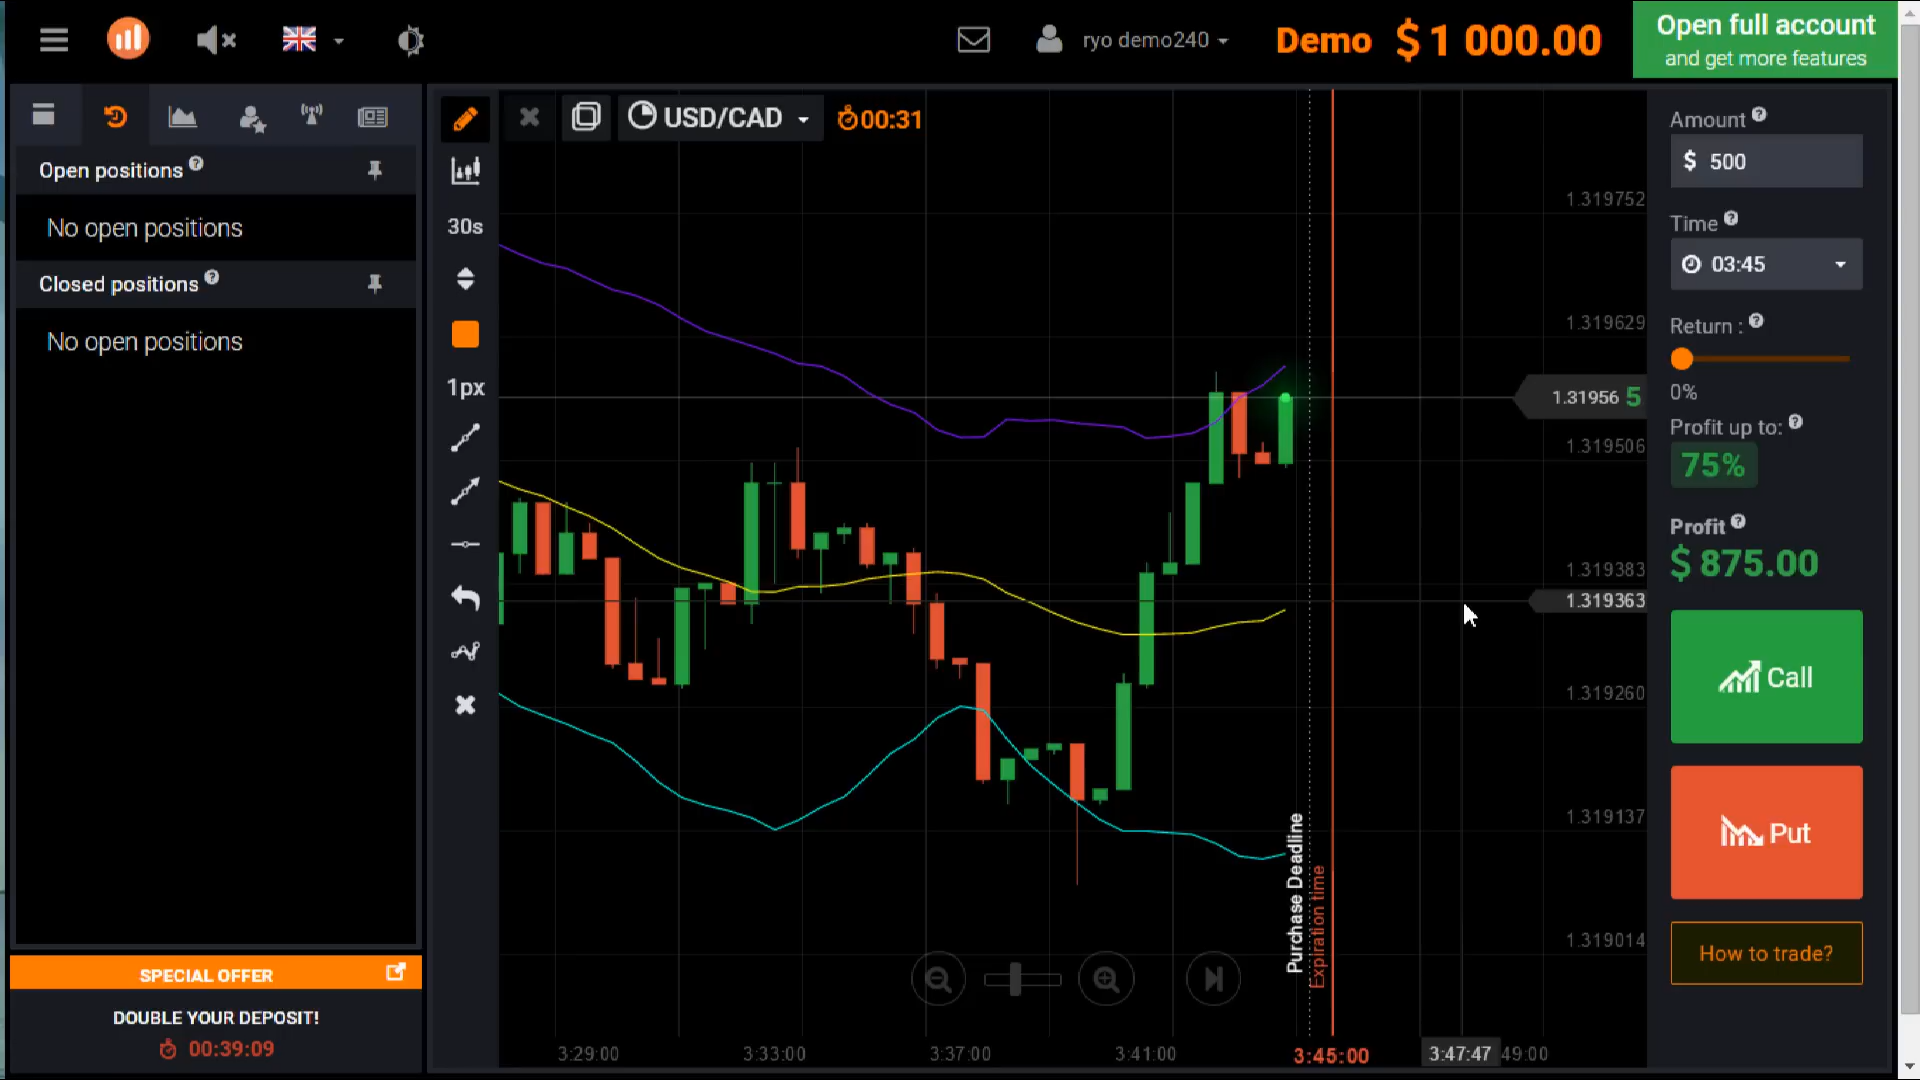 ryo demo240
Demo $ 1 000.00
Open full account
and get more features
USD/CAD
00:31
Open positions
No open positions
Closed positions
No open positions
30s
1px
Amount
$ 500
Time
03:45
Return :
0%
Profit up to:
75%
Profit
$ 875.00
Call
Put
How to trade?
1.319752
1.319629
1.31956 5
1.319506
1.319383
1.319363
1.319260
1.319137
1.319014
Purchase Deadline
Expiration time
3:29:00
3:33:00
3:37:00
3:41:00
3:45:00
3:47:47
49:00
SPECIAL OFFER
DOUBLE YOUR DEPOSIT!
00:39:09